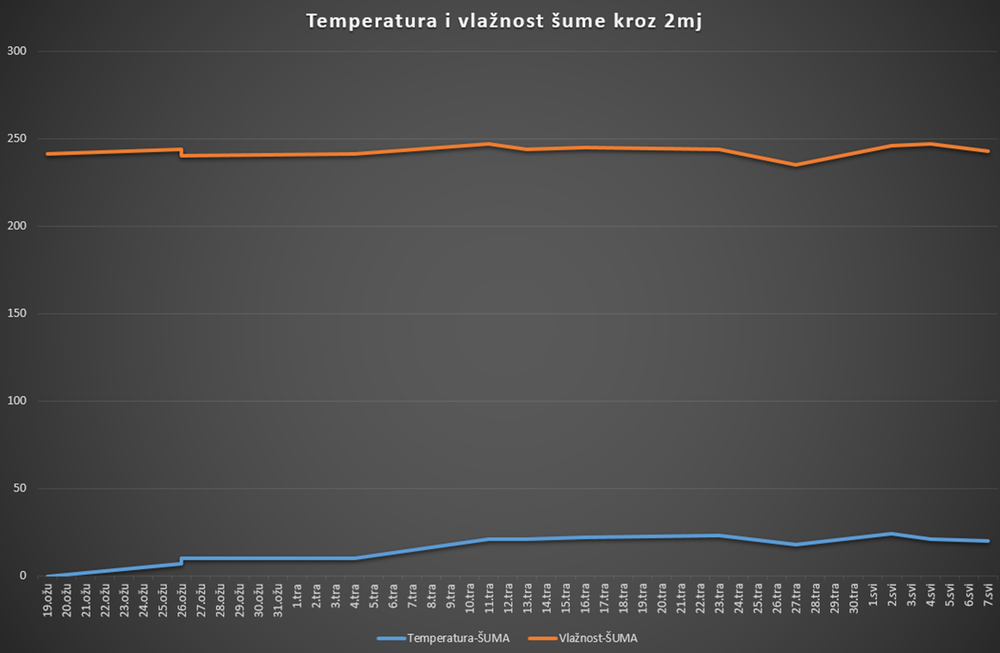 Temperatura i vlažnost šume kroz 2mj
300
250
200
150
100
50
0
19.ožu
20.ožu
21.ožu
22.ožu
23.ožu
24.ožu
25.ožu
26.ožu
27.ožu
28.ožu
29.ožu
30.ožu
31.ožu
1.tra
2.tra
3.tra
4.tra
5.tra
6.tra
7.tra
8.tra
9.tra
10.tra
11.tra
12.tra
13.tra
14.tra
15.tra
16.tra
17.tra
18.tra
19.tra
20.tra
21.tra
22.tra
23.tra
24.tra
25.tra
26.tra
27.tra
28.tra
29.tra
30.tra
1.svi
2.svi
3.svi
4.svi
5.svi
6.svi
7.svi
Temperatura-ŠUMA
Vlažnost-ŠUMA